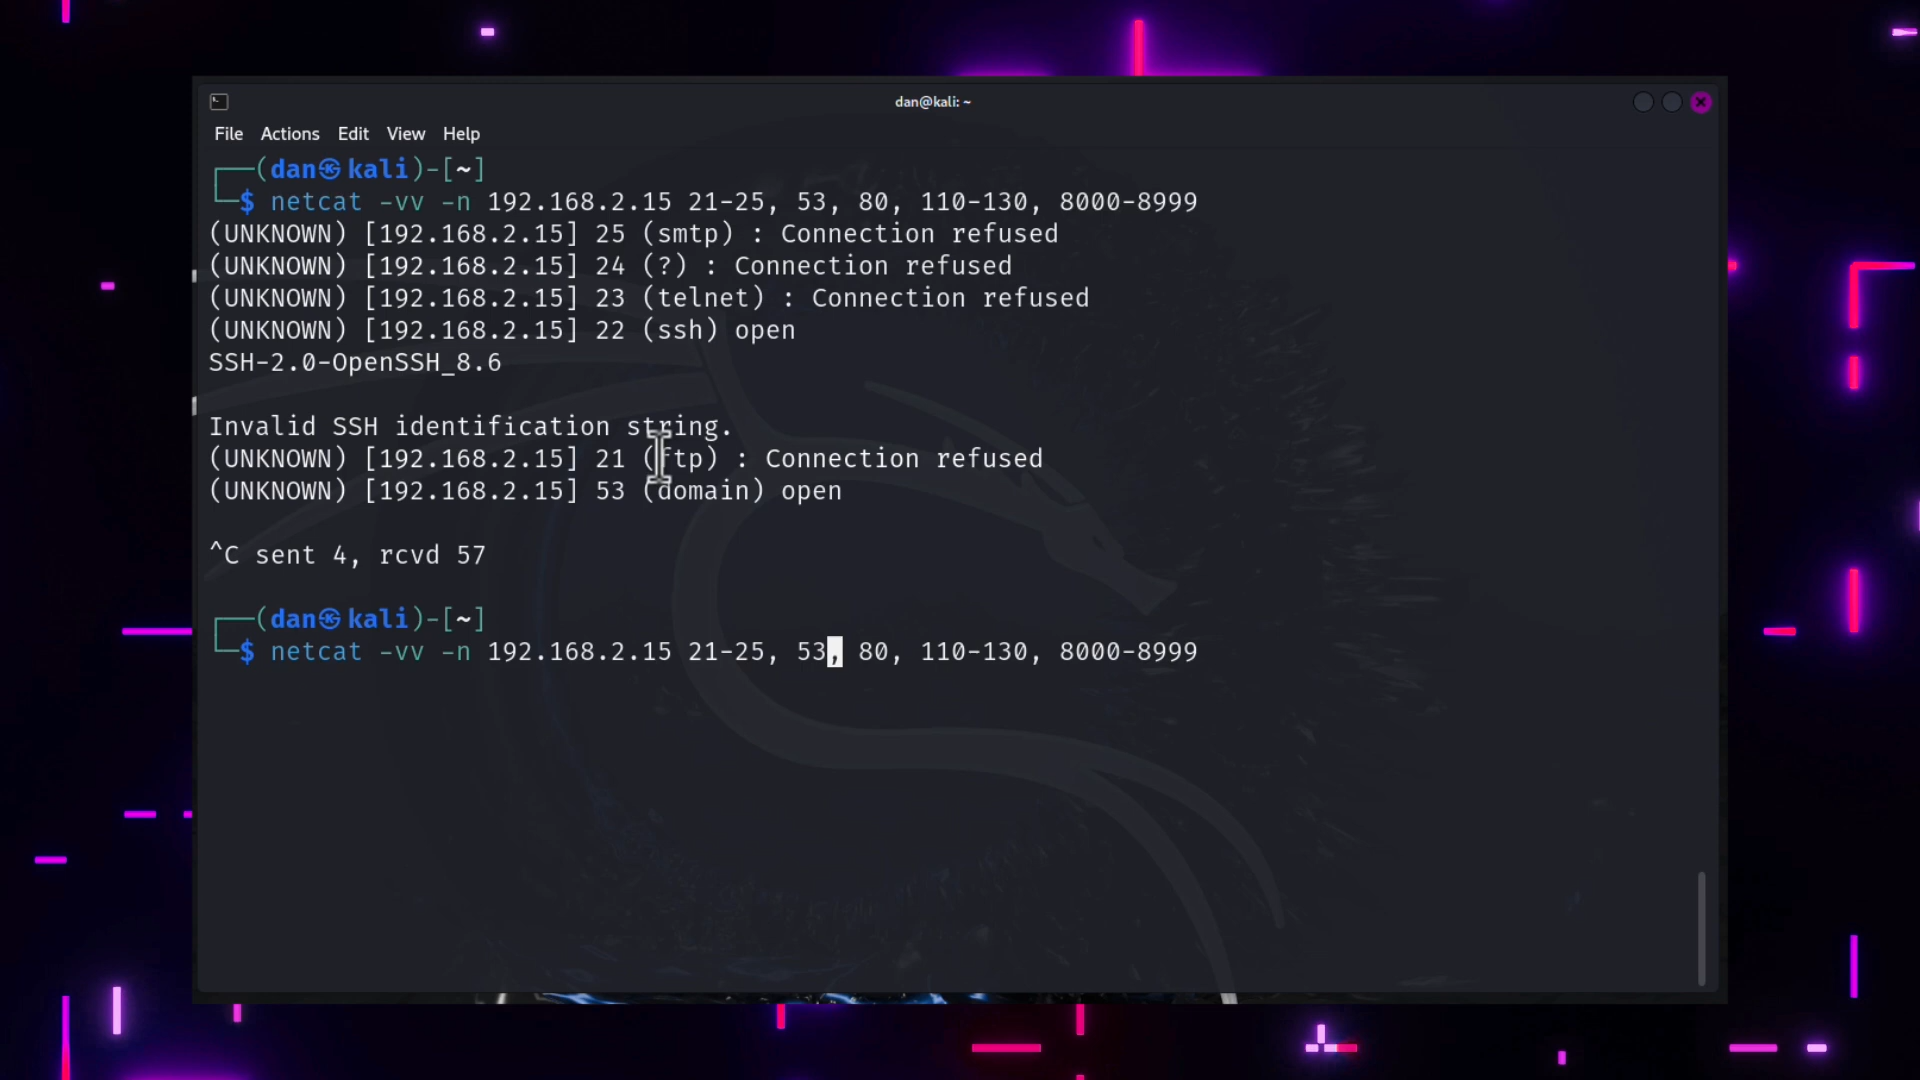 dan@kali: ~
File Actions Edit View Help
┌──(dan㉿kali)-[~]
└─$ netcat -vv -n 192.168.2.15 21-25, 53, 80, 110-130, 8000-8999
(UNKNOWN) [192.168.2.15] 25 (smtp) : Connection refused
(UNKNOWN) [192.168.2.15] 24 (?) : Connection refused
(UNKNOWN) [192.168.2.15] 23 (telnet) : Connection refused
(UNKNOWN) [192.168.2.15] 22 (ssh) open
SSH-2.0-OpenSSH_8.6
Invalid SSH identification string.
(UNKNOWN) [192.168.2.15] 21 (ftp) : Connection refused
(UNKNOWN) [192.168.2.15] 53 (domain) open
^C sent 4, rcvd 57
┌──(dan㉿kali)-[~]
└─$ netcat -vv -n 192.168.2.15 21-25, 53, 80, 110-130, 8000-8999